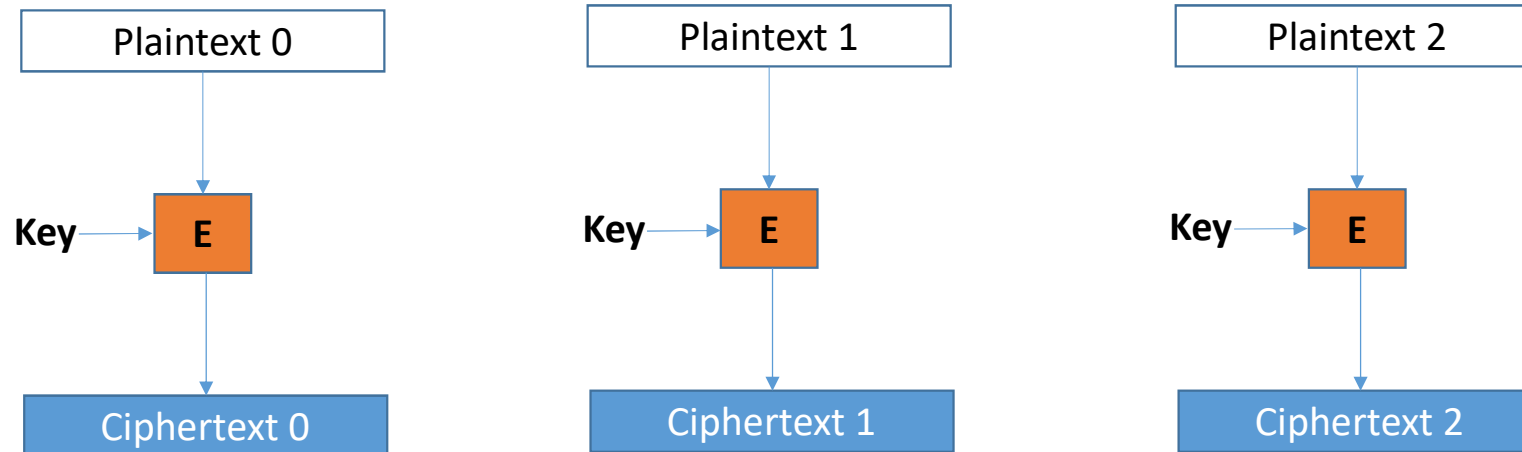 Plaintext 0
Plaintext 1
Plaintext 2
Key
E
Key
E
Key
E
Ciphertext 0
Ciphertext 1
Ciphertext 2